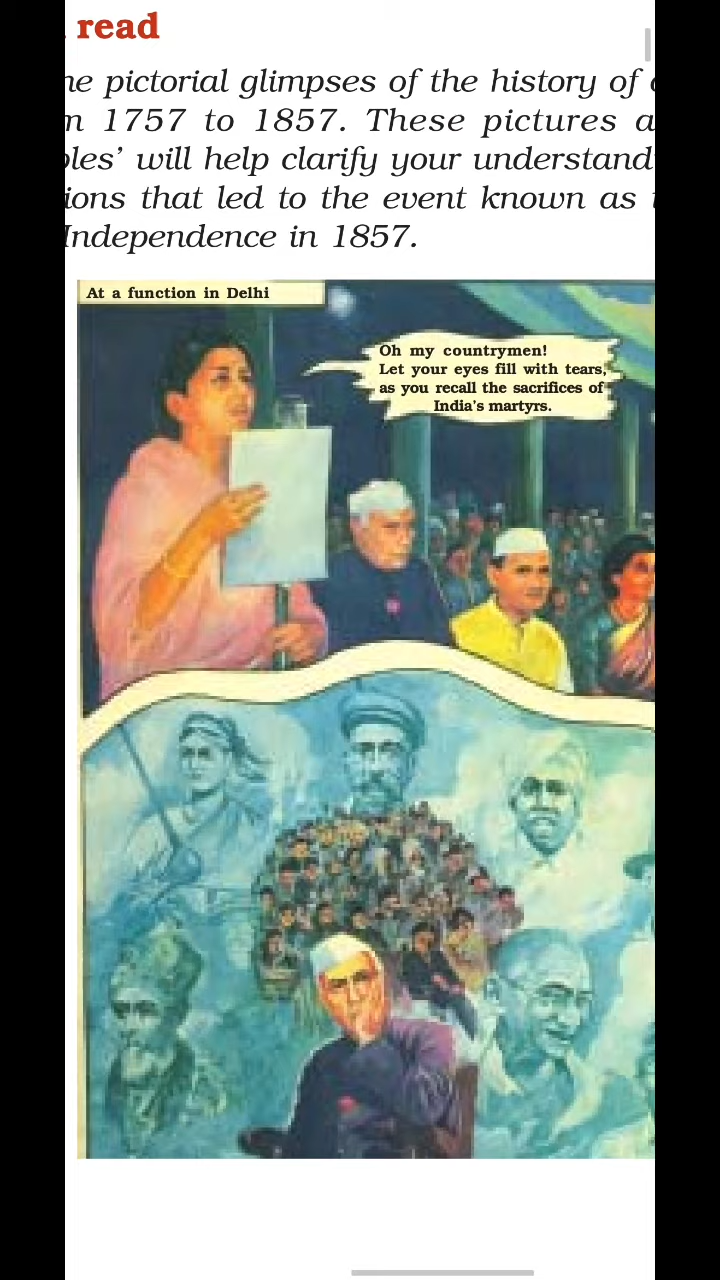 . read
ne pictorial glimpses of the history of
m 1757 to 1857. These pictures a
ples’ will help clarify your understand
ions that led to the event known as
Independence in 1857.
At a function in Delhi
Oh my countrymen!
Let your eyes fill with tears,
as you recall the sacrifices of
India’s martyrs.